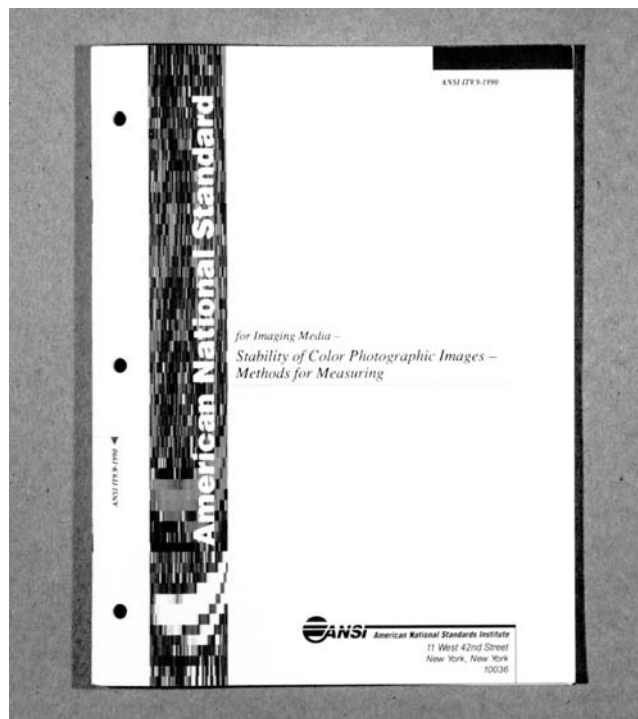 ANSI IT9.9-1990
American National Standard
for Imaging Media –
Stability of Color Photographic Images –
Methods for Measuring
ANSI IT9.9-1990
ANSI American National Standards Institute
11 West 42nd Street
New York, New York
10036